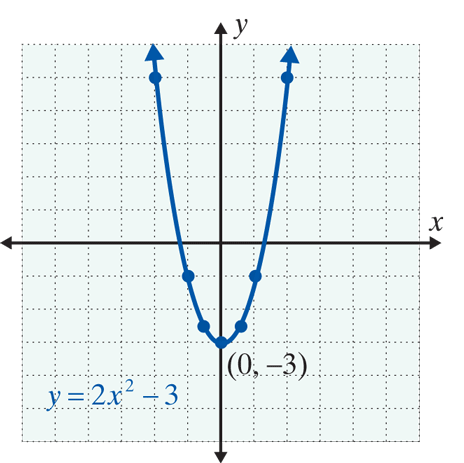 y
x
(0, –3)
y = 2x² – 3